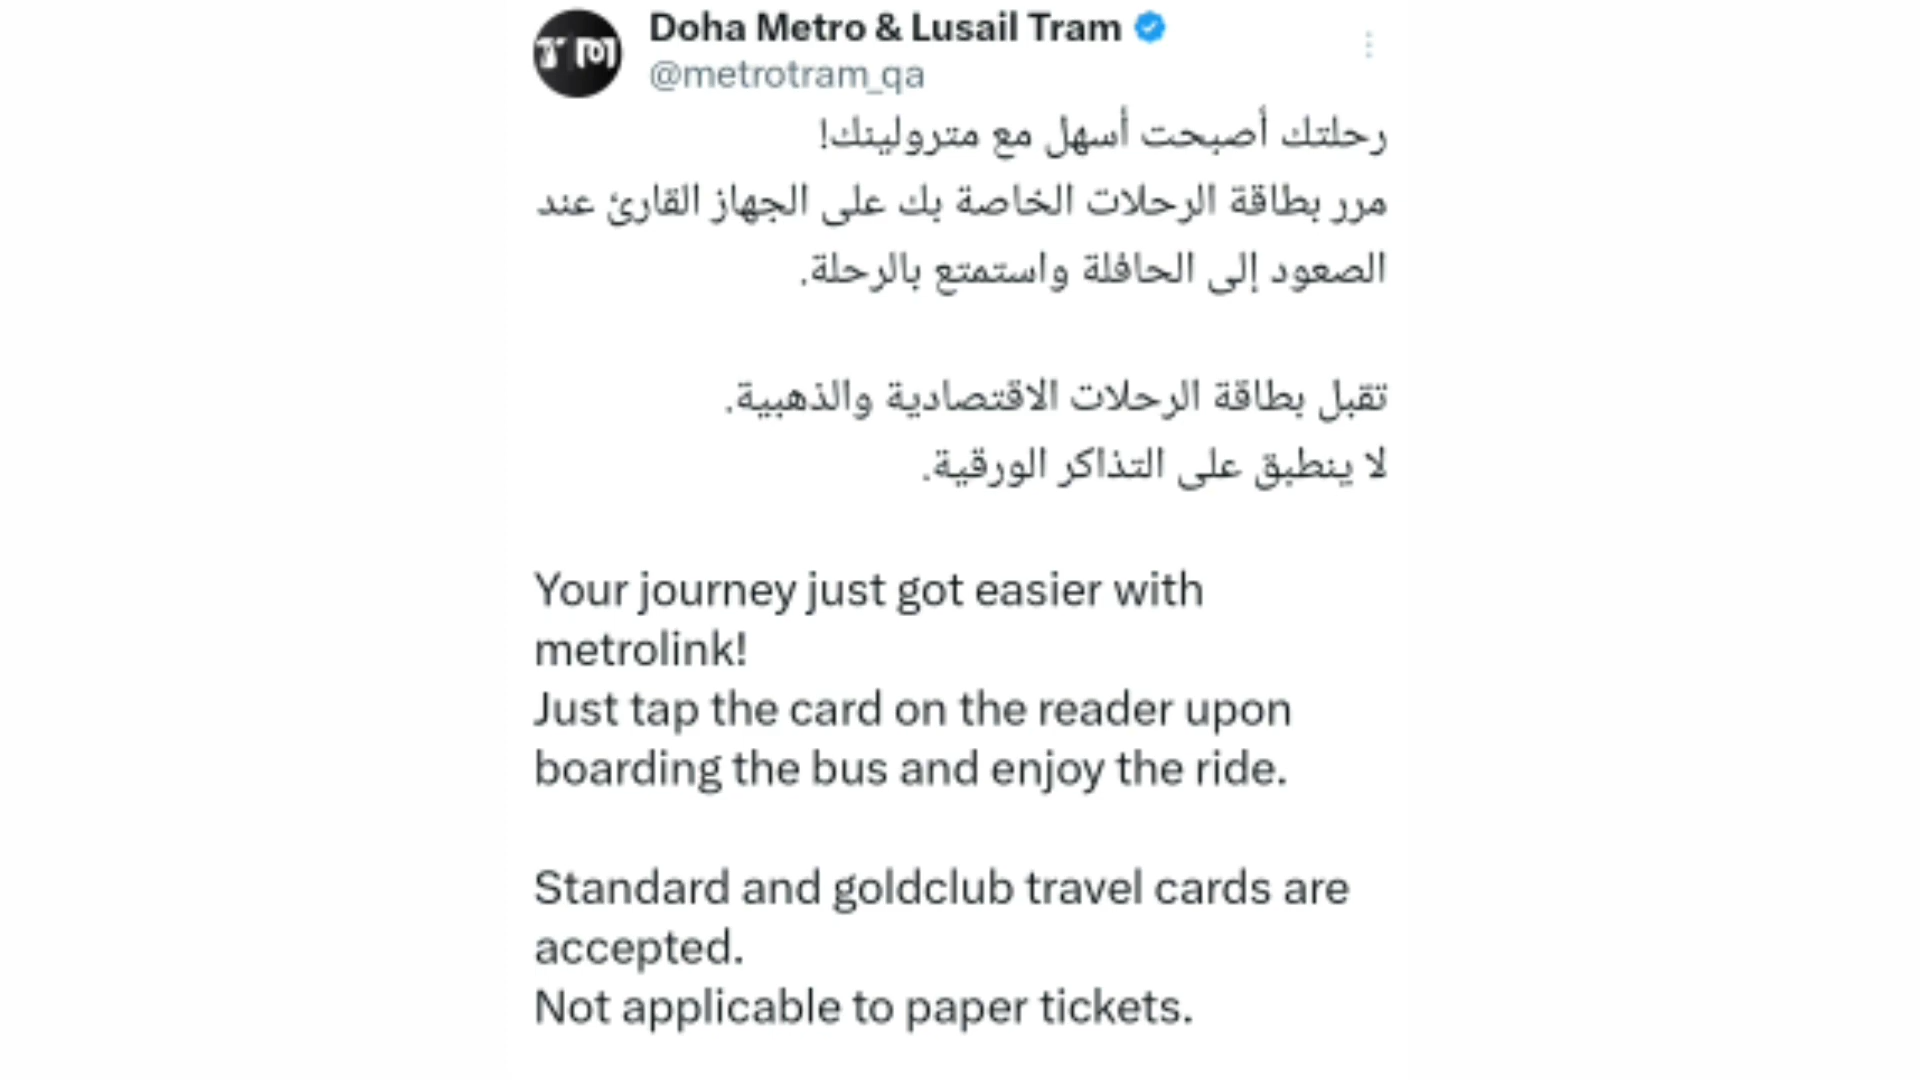 Doha Metro & Lusail Tram
@metrotram_qa
رحلتك أصبحت أسهل مع مترولينك!
مرر بطاقة الرحلات الخاصة بك على الجهاز القارئ عند
الصعود إلى الحافلة واستمتع بالرحلة.
تقبل بطاقة الرحلات الاقتصادية والذهبية.
لا ينطبق على التذاكر الورقية.
Your journey just got easier with
metrolink!
Just tap the card on the reader upon
boarding the bus and enjoy the ride.
Standard and goldclub travel cards are
accepted.
Not applicable to paper tickets.